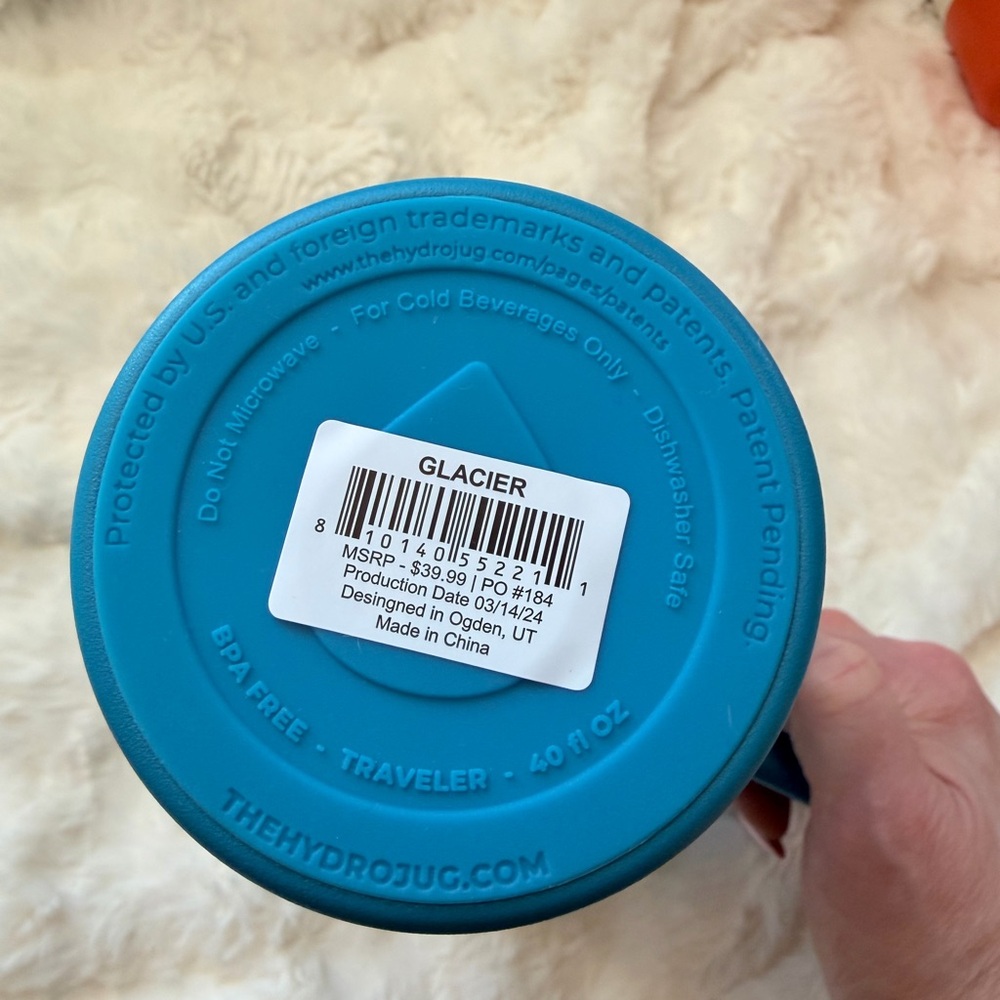 Protected by U.S. and foreign trademarks and patents. Patent Pending.
www.thehydrojug.com/pages/patents
Do Not Microwave - For Cold Beverages Only - Dishwasher Safe
GLACIER
8 10140 55221 1
MSRP - $39.99 | PO #184
Production Date 03/14/24
Desingned in Ogden, UT
Made in China
BPA FREE - TRAVELER - 40 fl OZ
THEHYDROJUG.COM